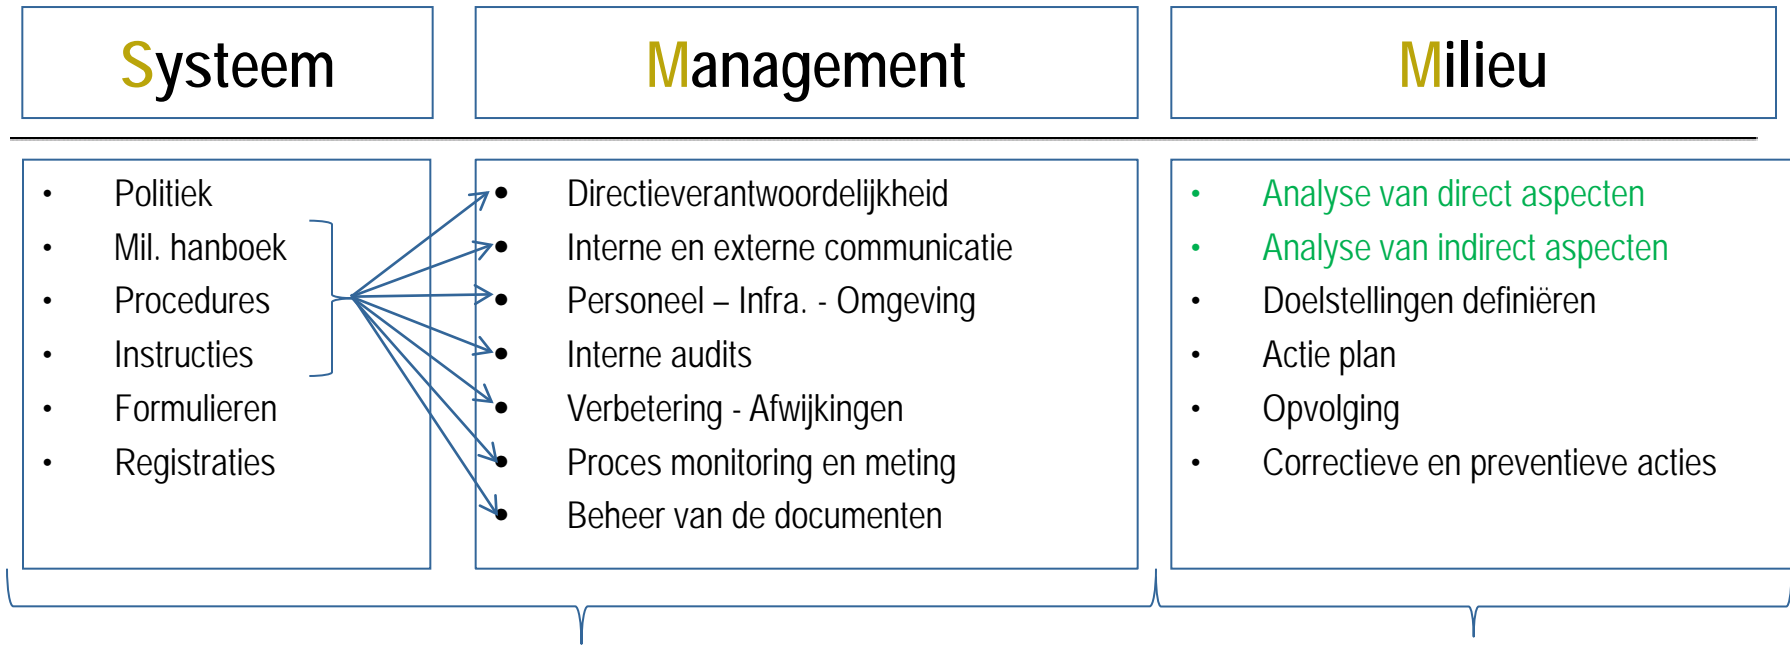 Systeem
Management
Milieu
• Politiek
• Mil. hanboek
• Procedures
• Instructies
• Formulieren
• Registraties
• Directieverantwoordelijkheid
• Interne en externe communicatie
• Personeel – Infra. - Omgeving
• Interne audits
• Verbetering - Afwijkingen
• Proces monitoring en meting
• Beheer van de documenten
• Analyse van direct aspecten
• Analyse van indirect aspecten
• Doelstellingen definiëren
• Actie plan
• Opvolging
• Correctieve en preventieve acties